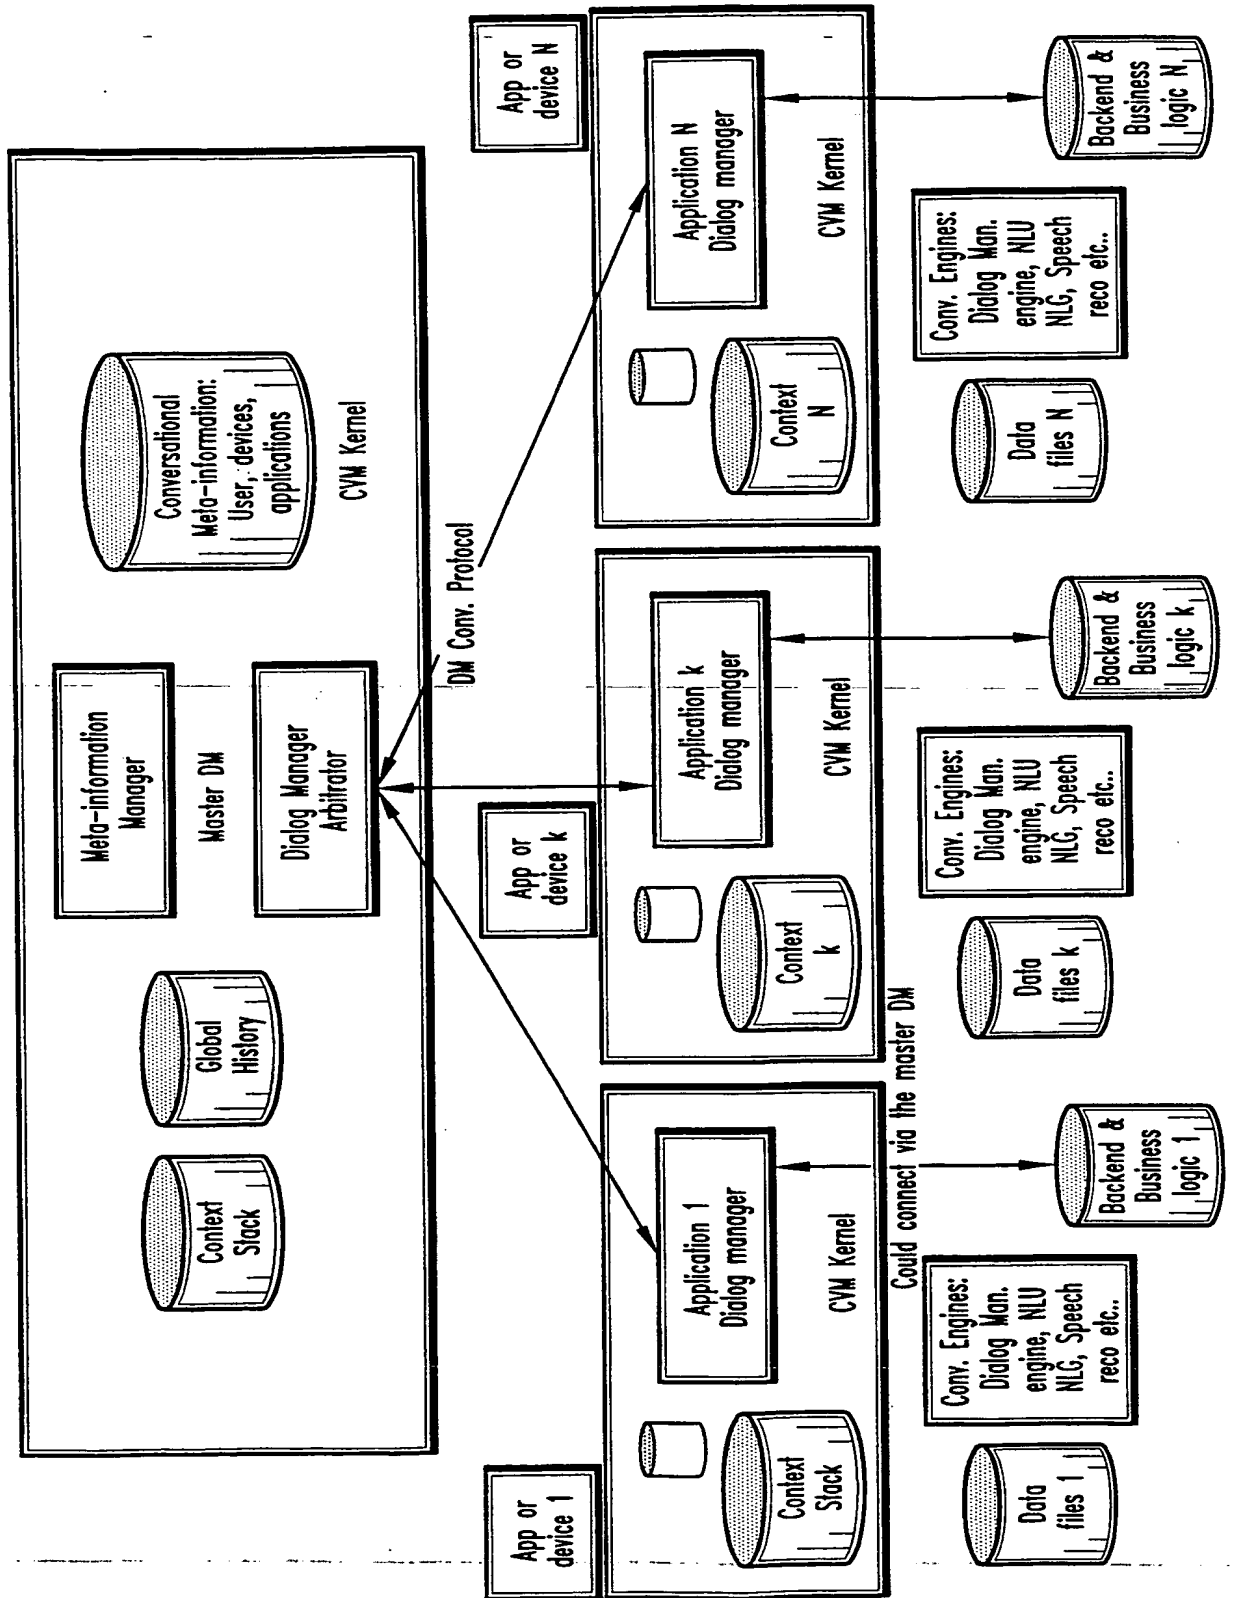 Context
Stack
Global
History
Meta-information
Manager
Master DM
Dialog Manager
Arbitrator
Conversational
Meta-information:
User, devices,
applications
CVM Kernel
DM Conv. Protocol
App or
device 1
App or
device k
App or
device N
Application 1
Dialog manager
Context
Stack
CVM Kernel
Application k
Dialog manager
Context
k
CVM Kernel
Application N
Dialog manager
Context
N
CVM Kernel
Could connect via the master DM
Data
files 1
Conv. Engines:
Dialog Man.
engine, NLU
NLG, Speech
reco etc..
Backend &
Business
logic 1
Data
files k
Conv. Engines:
Dialog Man.
engine, NLU
NLG, Speech
reco etc..
Backend &
Business
logic k
Data
files N
Conv. Engines:
Dialog Man.
engine, NLU
NLG, Speech
reco etc..
Backend &
Business
logic N